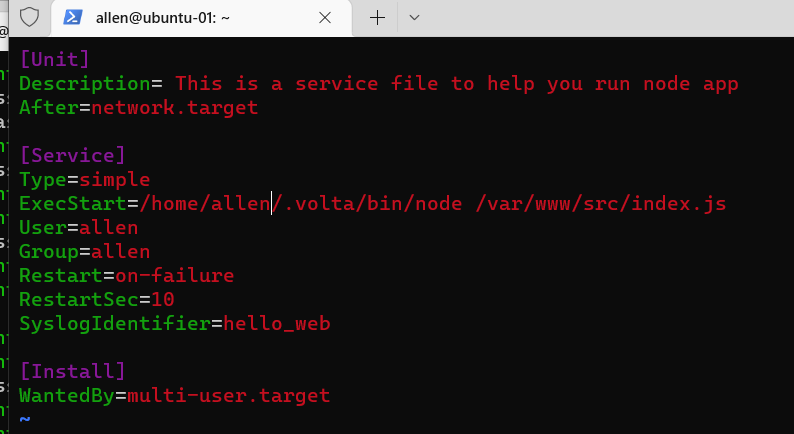 allen@ubuntu-01: ~
[Unit]
Description= This is a service file to help you run node app
After=network.target
[Service]
Type=simple
ExecStart=/home/allen/.volta/bin/node /var/www/src/index.js
User=allen
Group=allen
Restart=on-failure
RestartSec=10
SyslogIdentifier=hello_web
[Install]
WantedBy=multi-user.target
~